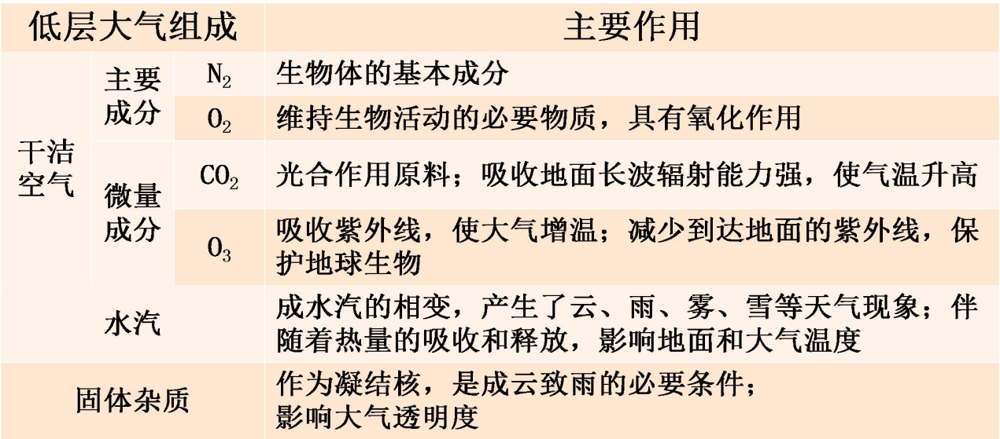 低层大气组成
主要作用
干洁
空气
主要
成分
N₂
生物体的基本成分
O₂
维持生物活动的必要物质，具有氧化作用
微量
成分
CO₂
光合作用原料；吸收地面长波辐射能力强，使气温升高
O₃
吸收紫外线，使大气增温；减少到达地面的紫外线，保
护地球生物
水汽
成水汽的相变，产生了云、雨、雾、雪等天气现象；伴
随着热量的吸收和释放，影响地面和大气温度
固体杂质
作为凝结核，是成云致雨的必要条件；
影响大气透明度